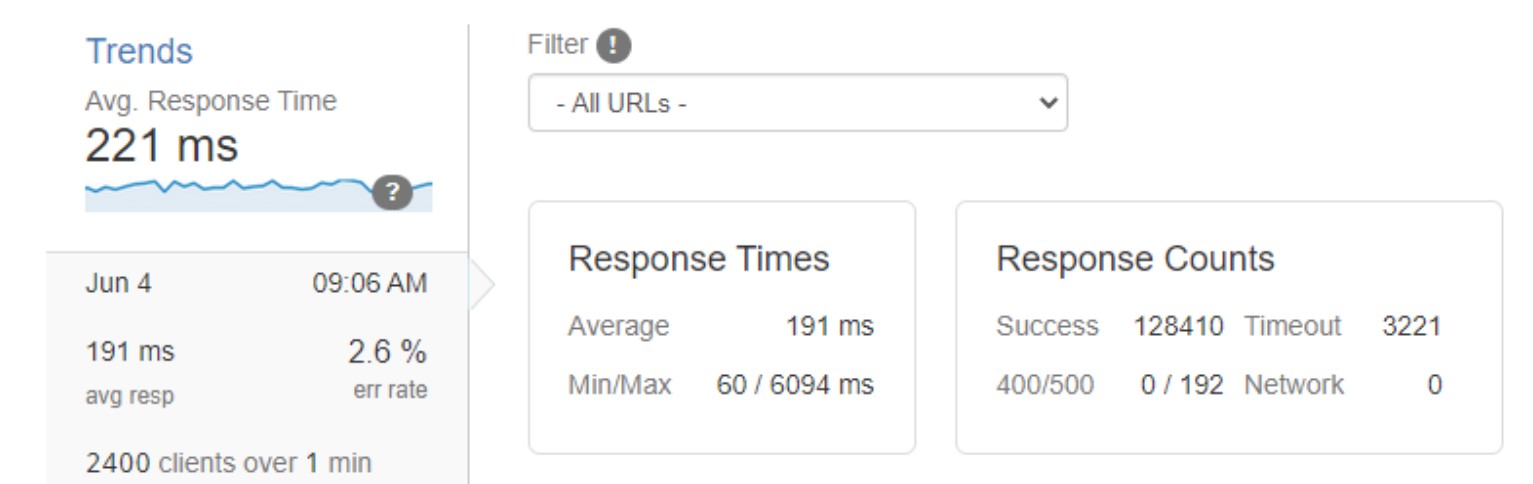 Trends
Avg. Response Time
221 ms
?
Jun 4 09:06 AM
191 ms 2.6 %
avg resp err rate
2400 clients over 1 min
Filter !
- All URLs -
Response Times
Average 191 ms
Min/Max 60 / 6094 ms
Response Counts
Success 128410 Timeout 3221
400/500 0 / 192 Network 0